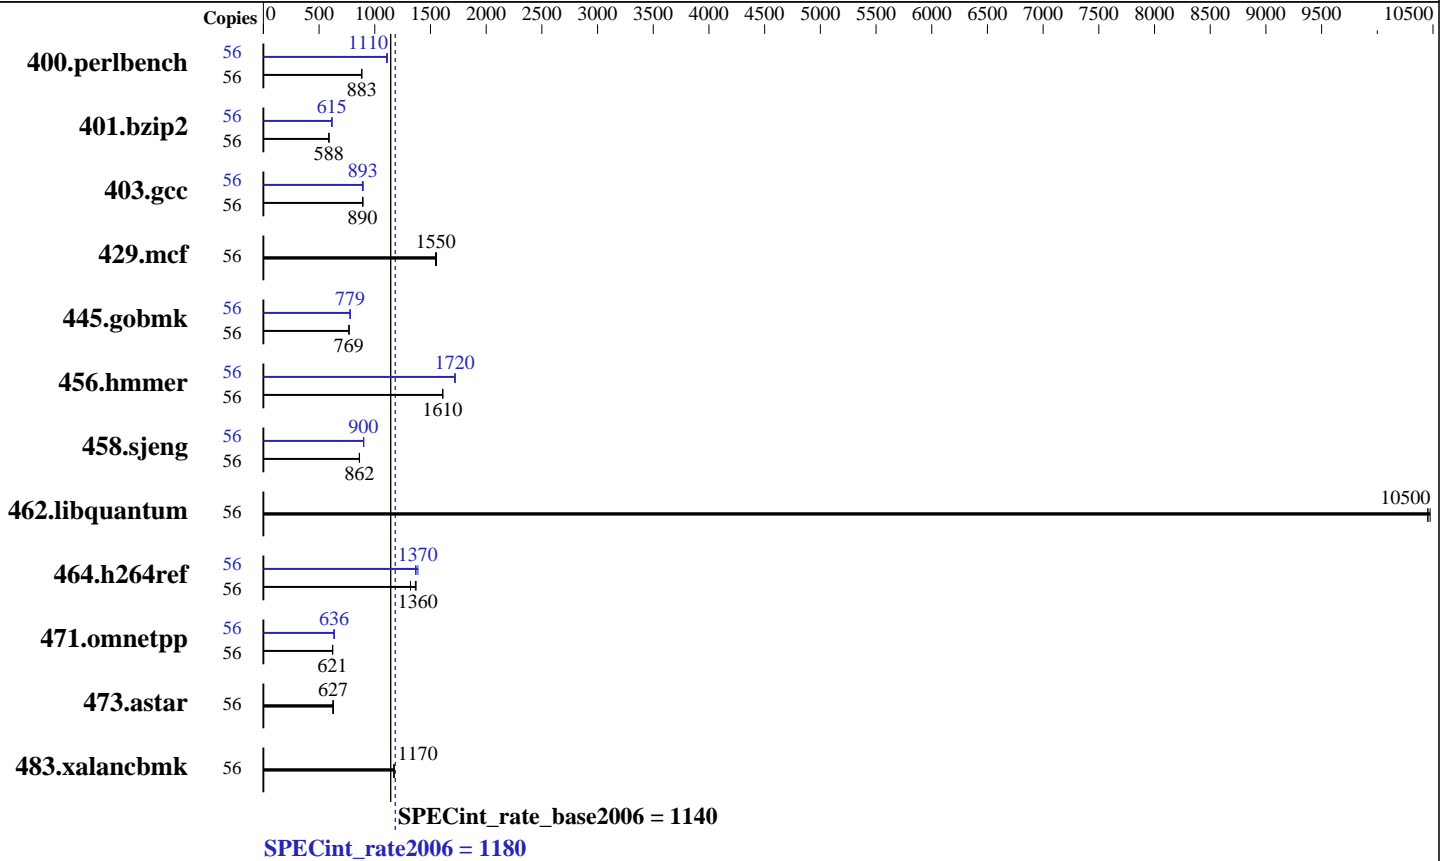 Copies 0 500 1000 1500 2000 2500 3000 3500 4000 4500 5000 5500 6000 6500 7000 7500 8000 8500 9000 9500 10500
400.perlbench 56 1110
56 883
401.bzip2 56 615
56 588
403.gcc 56 893
56 890
429.mcf 56 1550
445.gobmk 56 779
56 769
456.hmmer 56 1720
56 1610
458.sjeng 56 900
56 862
462.libquantum 56 10500
464.h264ref 56 1370
56 1360
471.omnetpp 56 636
56 621
473.astar 56 627
483.xalancbmk 56 1170
SPECint_rate_base2006 = 1140
SPECint_rate2006 = 1180